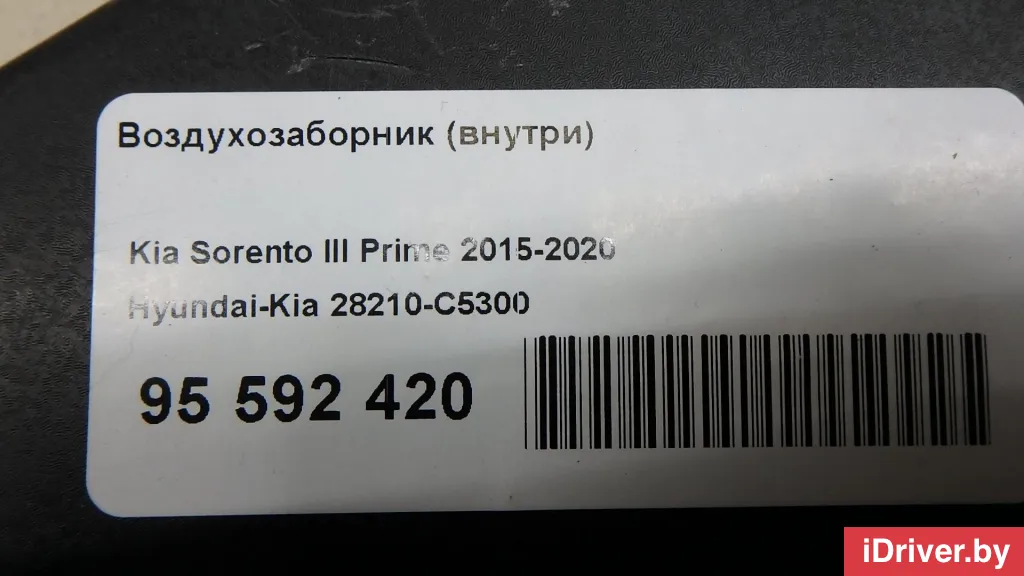 Воздухозаборник (внутри)
Kia Sorento III Prime 2015-2020
Hyundai-Kia 28210-C5300
95 592 420
iDriver.by